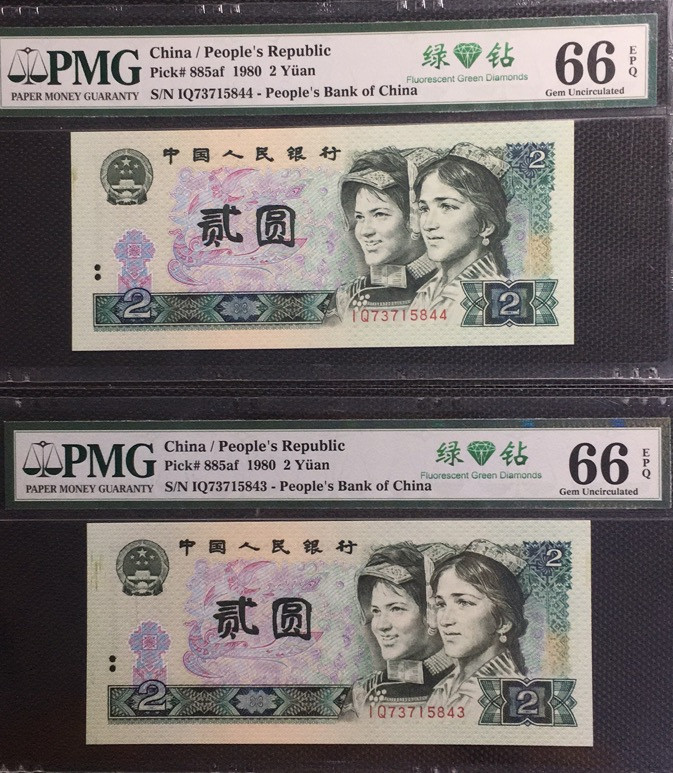 PMG
PAPER MONEY GUARANTY
China / People's Republic
Pick# 885af 1980 2 Yüan
S/N IQ73715844 - People's Bank of China
绿 钻
Fluorescent Green Diamonds
66 EPQ
Gem Uncirculated
中国人民银行
2
贰圆
2
IQ73715844
2
PMG
PAPER MONEY GUARANTY
China / People's Republic
Pick# 885af 1980 2 Yüan
S/N IQ73715843 - People's Bank of China
绿 钻
Fluorescent Green Diamonds
66 EPQ
Gem Uncirculated
中国人民银行
2
贰圆
2
IQ73715843
2